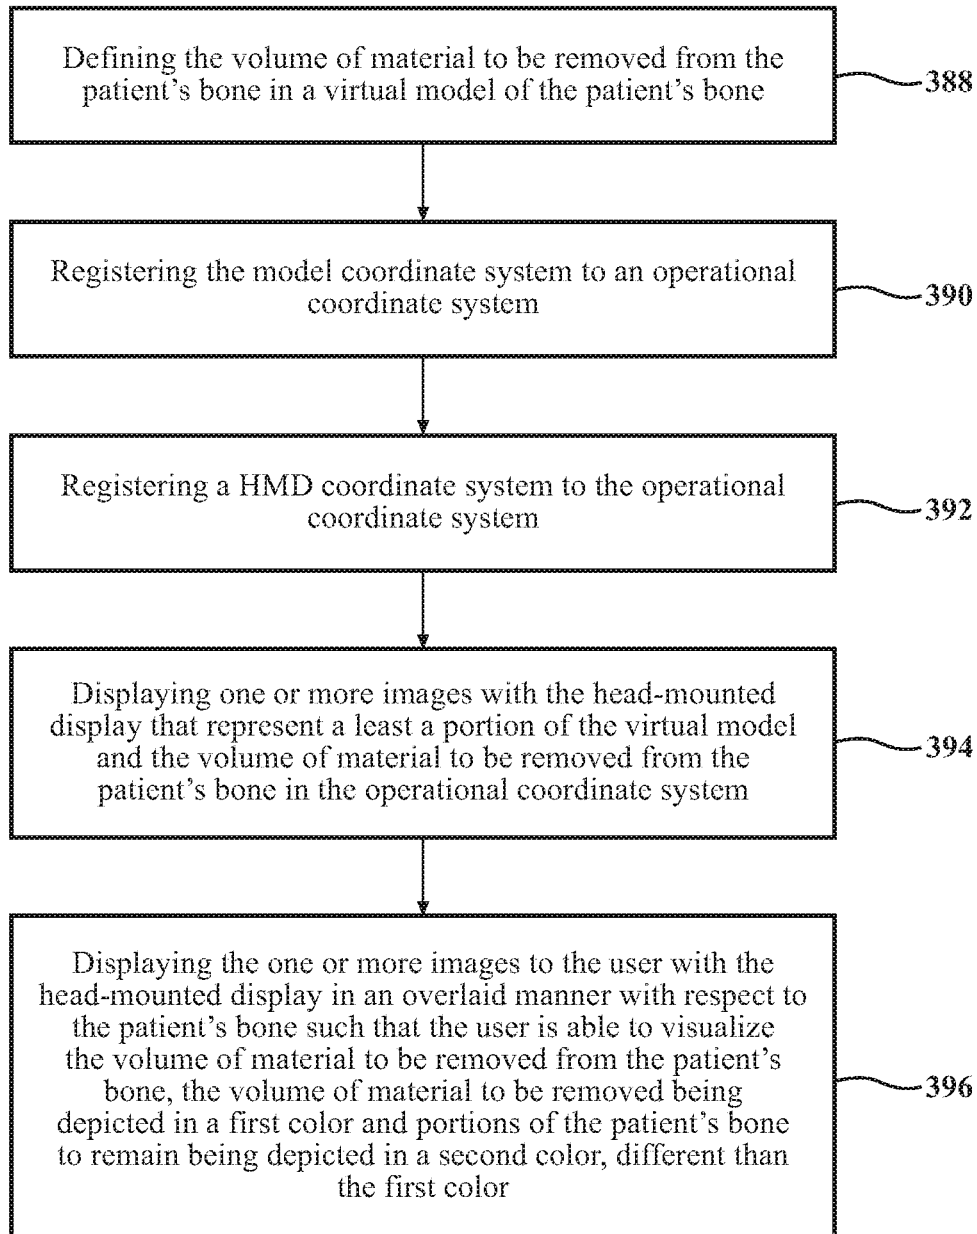 Defining the volume of material to be removed from the
patient's bone in a virtual model of the patient's bone
388
Registering the model coordinate system to an operational
coordinate system
390
Registering a HMD coordinate system to the operational
coordinate system
392
Displaying one or more images with the head-mounted
display that represent a least a portion of the virtual model
and the volume of material to be removed from the
patient's bone in the operational coordinate system
394
Displaying the one or more images to the user with the
head-mounted display in an overlaid manner with respect to
the patient's bone such that the user is able to visualize
the volume of material to be removed from the patient's
bone, the volume of material to be removed being
depicted in a first color and portions of the patient's bone
to remain being depicted in a second color, different than
the first color
396